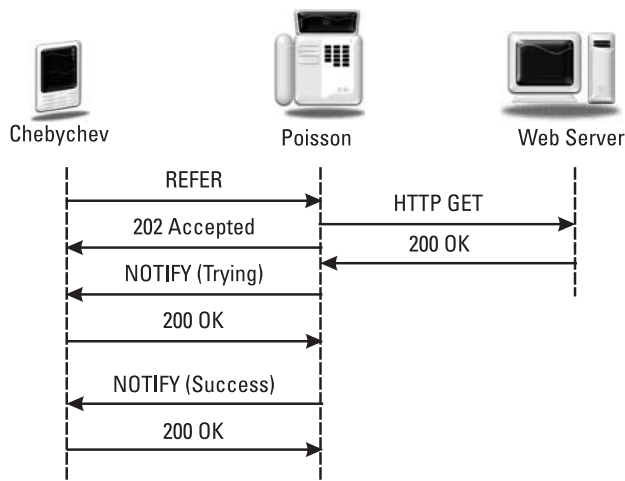 Chebychev
Poisson
Web Server
REFER
HTTP GET
202 Accepted
200 OK
NOTIFY (Trying)
200 OK
NOTIFY (Success)
200 OK